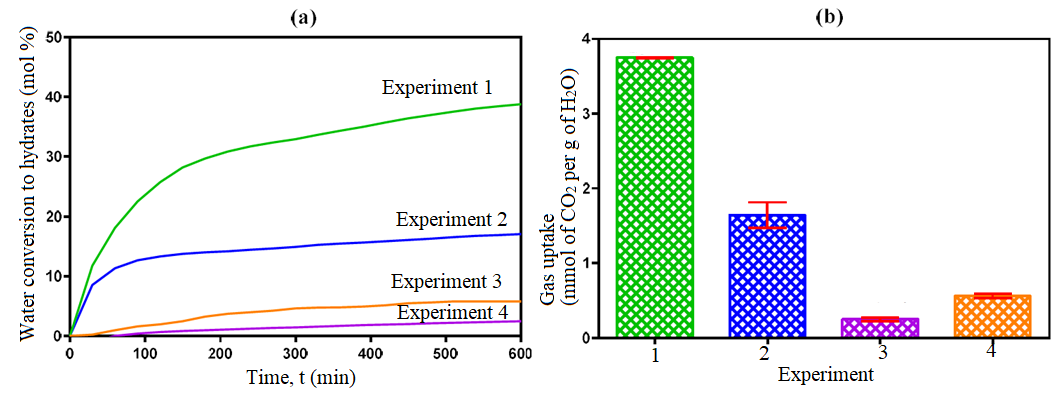 (a)
Water conversion to hydrates (mol %)
50
40
30
20
10
0
Experiment 1
Experiment 2
Experiment 3
Experiment 4
0 100 200 300 400 500 600
Time, t (min)
(b)
Gas uptake
(mmol of CO₂ per g of H₂O)
4
3
2
1
0
1 2 3 4
Experiment